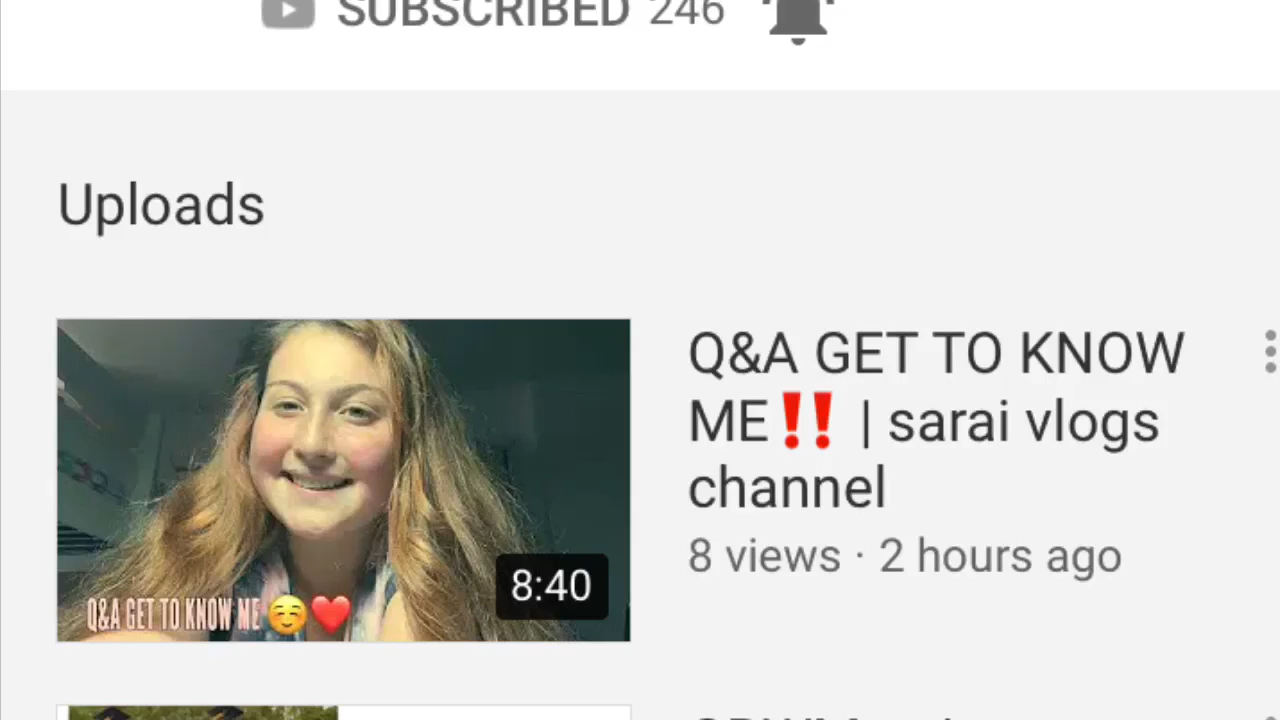 SUBSCRIBED 246
Uploads
Q&A GET TO KNOW ME ☺️❤️
8:40
Q&A GET TO KNOW
ME‼️ | sarai vlogs
channel
8 views · 2 hours ago